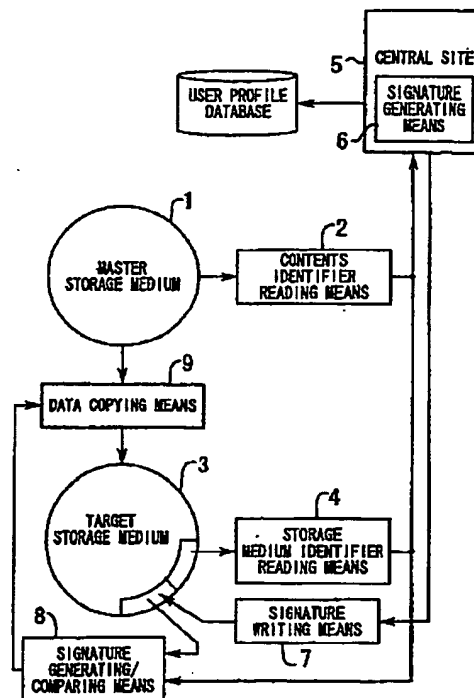 5
CENTRAL SITE
SIGNATURE
GENERATING
MEANS
6
USER PROFILE
DATABASE
1
MASTER
STORAGE MEDIUM
2
CONTENTS
IDENTIFIER
READING MEANS
9
DATA COPYING MEANS
3
TARGET
STORAGE MEDIUM
4
STORAGE
MEDIUM IDENTIFIER
READING MEANS
SIGNATURE
WRITING MEANS
7
8
SIGNATURE
GENERATING/
COMPARING MEANS